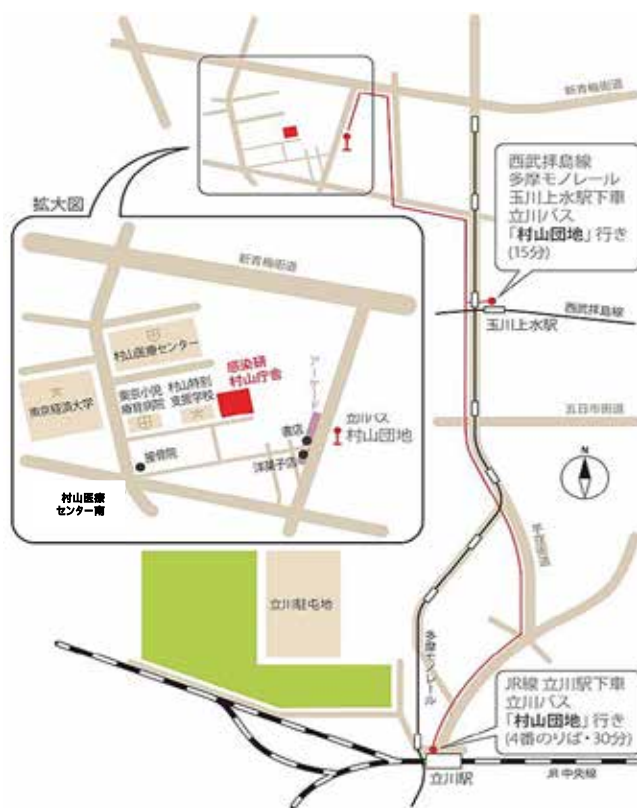 新青梅街道
西武拝島線
多摩モノレール
玉川上水駅下車
立川バス
「村山団地」行き
(15分)
拡大図
新青梅街道
西武拝島線
玉川上水駅
村山医療センター
感染研
村山庁舎
アーケード
東京小児
療育病院
村山特別
支援学校
東京経済大学
立川バス
村山団地
書店
洋菓子店
接骨院
五日市街道
N
村山医療
センター南
芋窪街道
立川駐屯地
多摩モノレール
JR線 立川駅下車
立川バス
「村山団地」行き
(4番のりば・30分)
立川駅
JR中央線